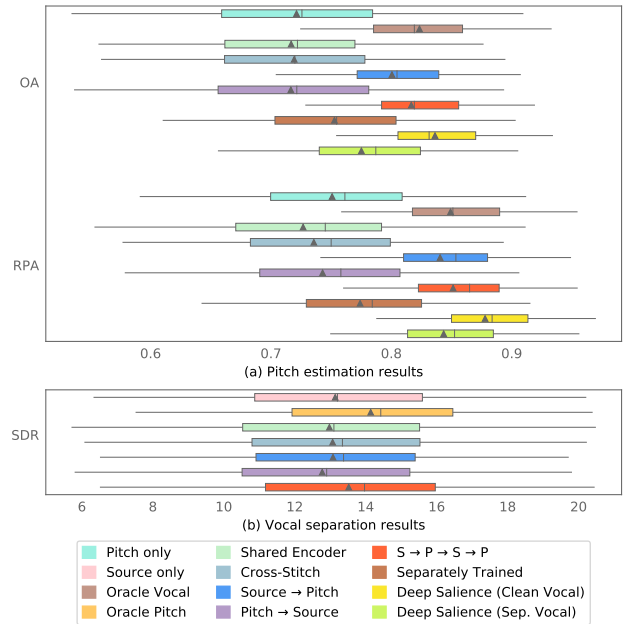 OA
RPA
0.6 0.7 0.8 0.9
(a) Pitch estimation results
SDR
6 8 10 12 14 16 18 20
(b) Vocal separation results
Pitch only
Source only
Oracle Vocal
Oracle Pitch
Shared Encoder
Cross-Stitch
Source → Pitch
Pitch → Source
S → P → S → P
Separately Trained
Deep Salience (Clean Vocal)
Deep Salience (Sep. Vocal)